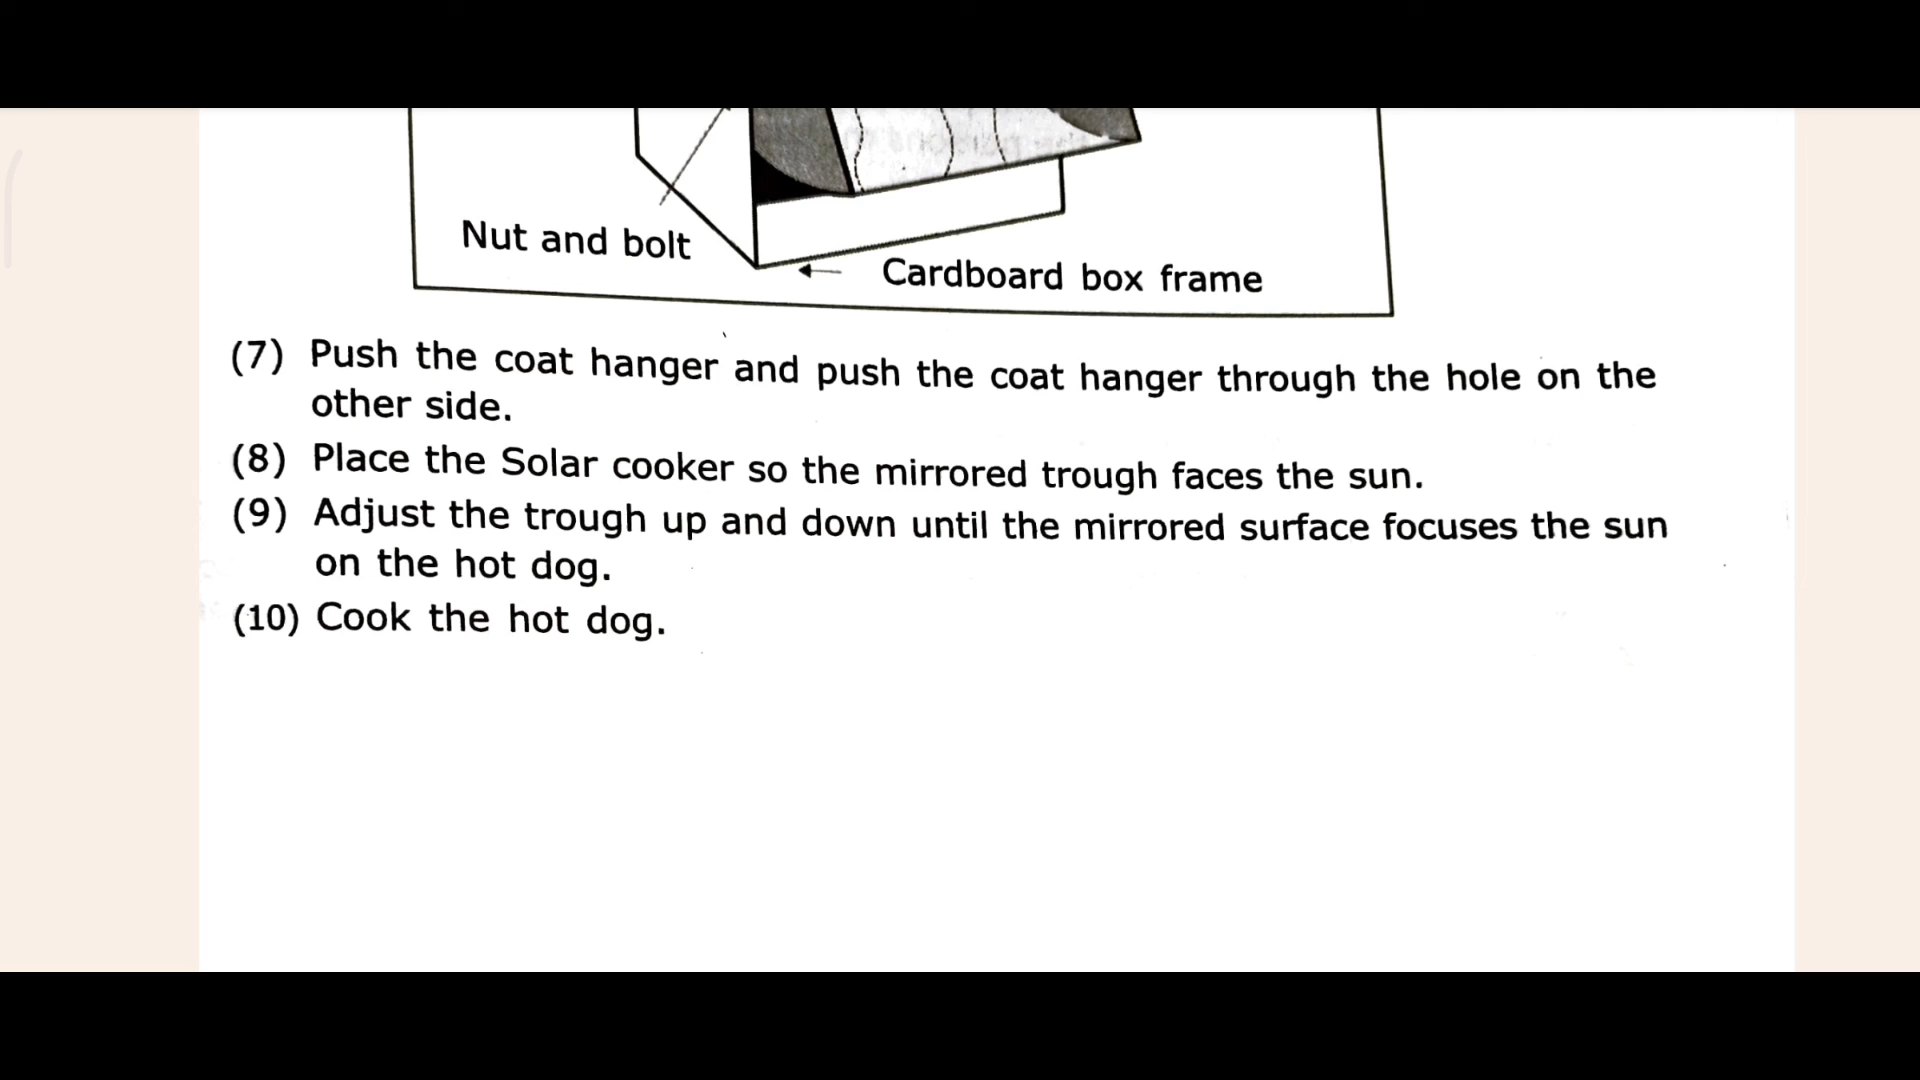 Nut and bolt
Cardboard box frame
(7) Push the coat hanger and push the coat hanger through the hole on the
other side.
(8) Place the Solar cooker so the mirrored trough faces the sun.
(9) Adjust the trough up and down until the mirrored surface focuses the sun
on the hot dog.
(10) Cook the hot dog.